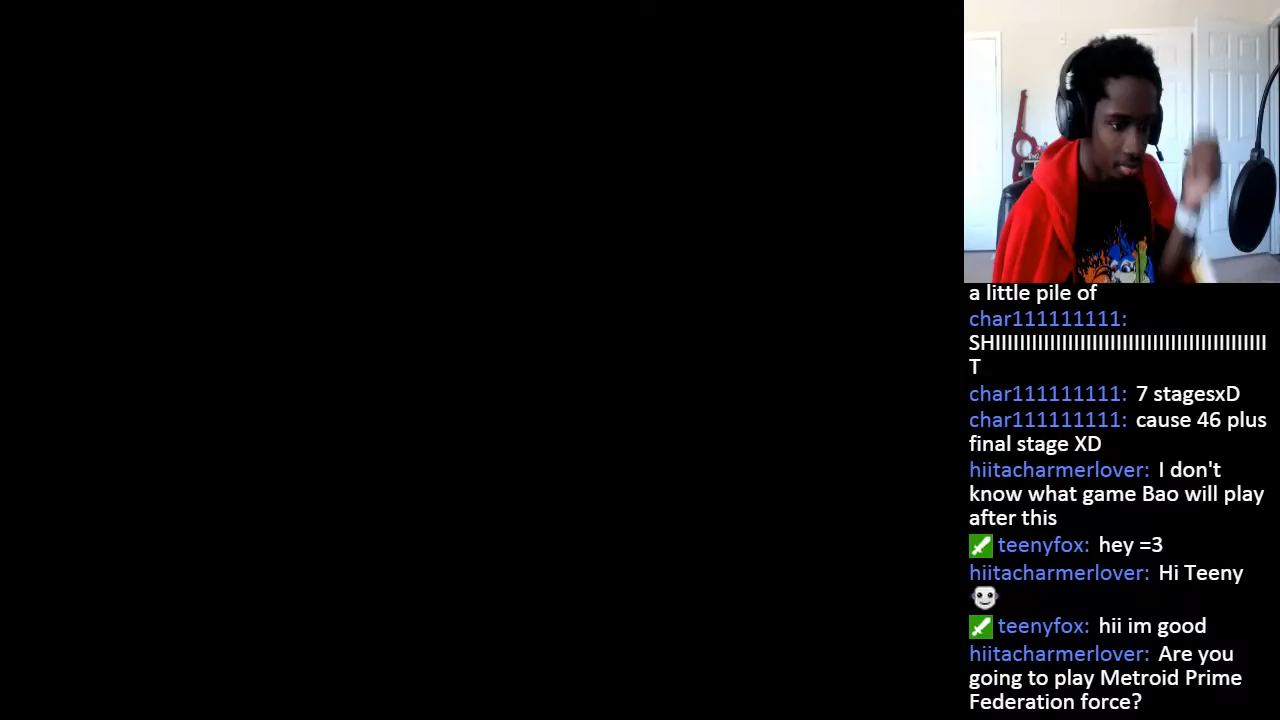 a little pile of
char111111111:
SHIIIIIIIIIIIIIIIIIIIIIIIIIIIIIIIIIIIIIIIIIIIII
T
char111111111: 7 stagesxD
char111111111: cause 46 plus
final stage XD
hiitacharmerlover: I don't
know what game Bao will play
after this
teenyfox: hey =3
hiitacharmerlover: Hi Teeny
teenyfox: hii im good
hiitacharmerlover: Are you
going to play Metroid Prime
Federation force?